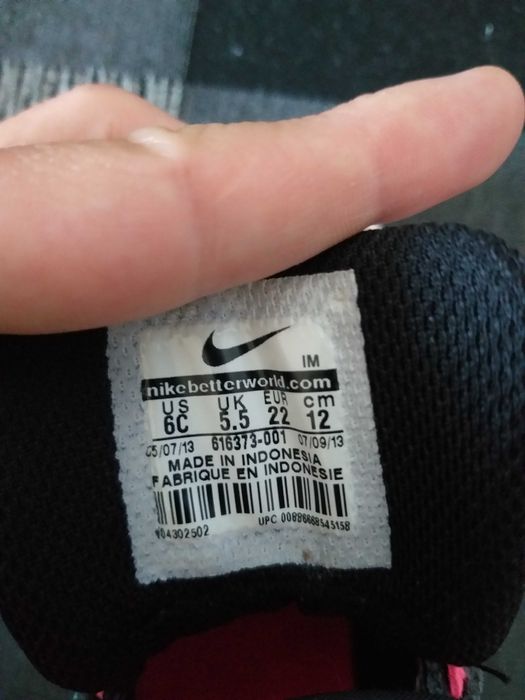 IM
nikebetterworld.com
US UK EUR cm
6C 5.5 22 12
05/07/13 616373-001 07/09/13
MADE IN INDONESIA
FABRIQUE EN INDONESIE
UPC 00886668545158